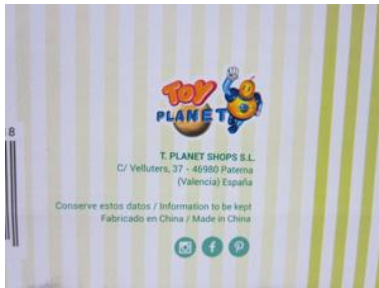 TOY
PLANET
T. PLANET SHOPS S.L.
C/ Velluters, 37 - 46980 Paterna
(Valencia) España
Conserve estos datos / Information to be kept
Fabricado en China / Made in China
8